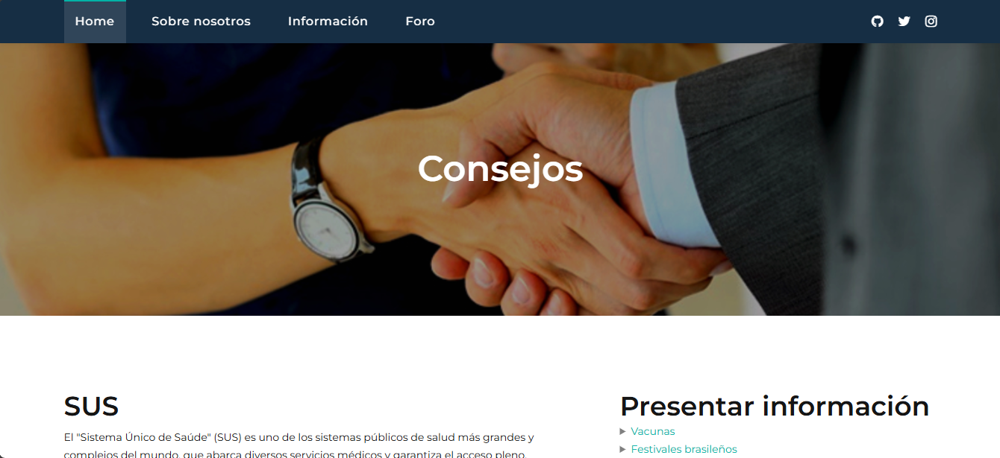 Home Sobre nosotros Información Foro
Consejos
SUS
El "Sistema Único de Saúde" (SUS) es uno de los sistemas públicos de salud más grandes y
complejos del mundo, que abarca diversos servicios médicos y garantiza el acceso pleno,
Presentar información
Vacunas
Festivales brasileños